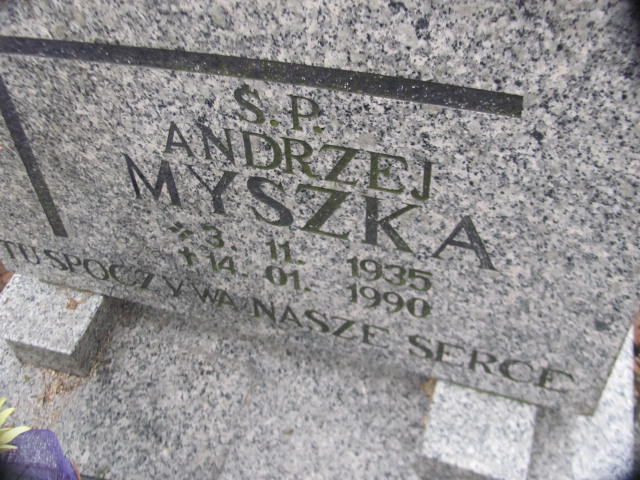 Ś.P.
ANDRZEJ
MYSZKA
* 3. 11. 1935
✝ 14. 01. 1990
TU SPOCZYWA NASZE SERCE